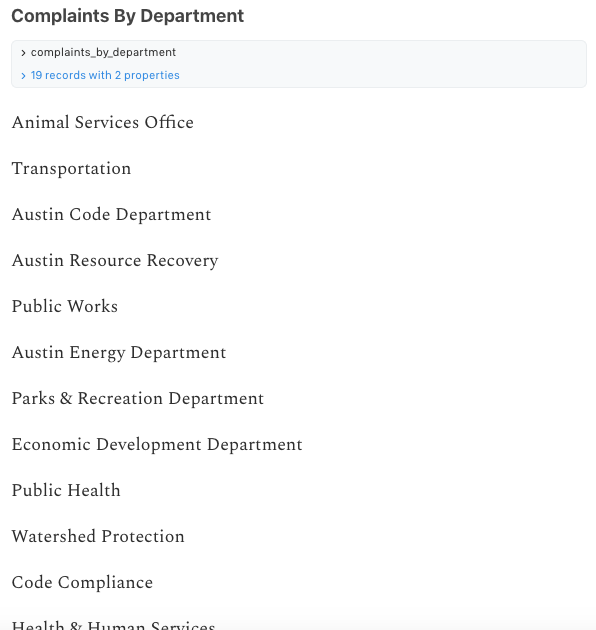 Complaints By Department
› complaints_by_department
› 19 records with 2 properties
Animal Services Office
Transportation
Austin Code Department
Austin Resource Recovery
Public Works
Austin Energy Department
Parks & Recreation Department
Economic Development Department
Public Health
Watershed Protection
Code Compliance
Health & Human Services